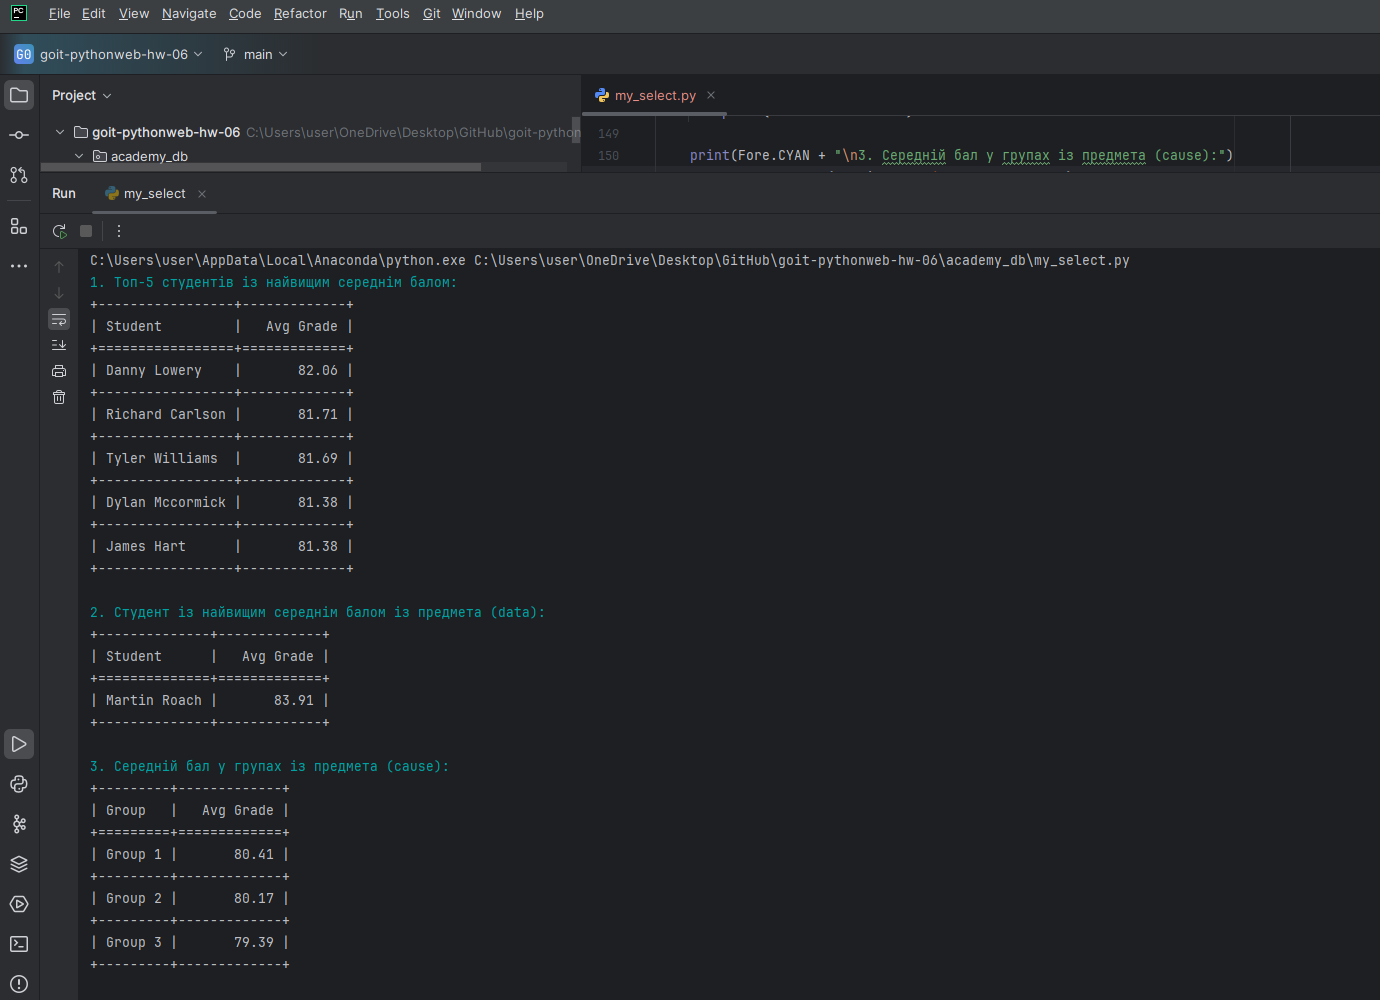 PC File Edit View Navigate Code Refactor Run Tools Git Window Help
GO goit-pythonweb-hw-06 main
Project
my_select.py
goit-pythonweb-hw-06 C:\Users\user\OneDrive\Desktop\GitHub\goit-python
academy_db
149
150 print(Fore.CYAN + "\n3. Середній бал у групах із предмета (cause):")
Run my_select
C:\Users\user\AppData\Local\Anaconda\python.exe C:\Users\user\OneDrive\Desktop\GitHub\goit-pythonweb-hw-06\academy_db\my_select.py
1. Топ-5 студентів із найвищим середнім балом:
+-----------------+-------------+
| Student         |   Avg Grade |
+=================+=============+
| Danny Lowery    |       82.06 |
+-----------------+-------------+
| Richard Carlson |       81.71 |
+-----------------+-------------+
| Tyler Williams  |       81.69 |
+-----------------+-------------+
| Dylan Mccormick |       81.38 |
+-----------------+-------------+
| James Hart      |       81.38 |
+-----------------+-------------+
2. Студент із найвищим середнім балом із предмета (data):
+--------------+-------------+
| Student      |   Avg Grade |
+==============+=============+
| Martin Roach |       83.91 |
+--------------+-------------+
3. Середній бал у групах із предмета (cause):
+---------+-------------+
| Group   |   Avg Grade |
+=========+=============+
| Group 1 |       80.41 |
+---------+-------------+
| Group 2 |       80.17 |
+---------+-------------+
| Group 3 |       79.39 |
+---------+-------------+